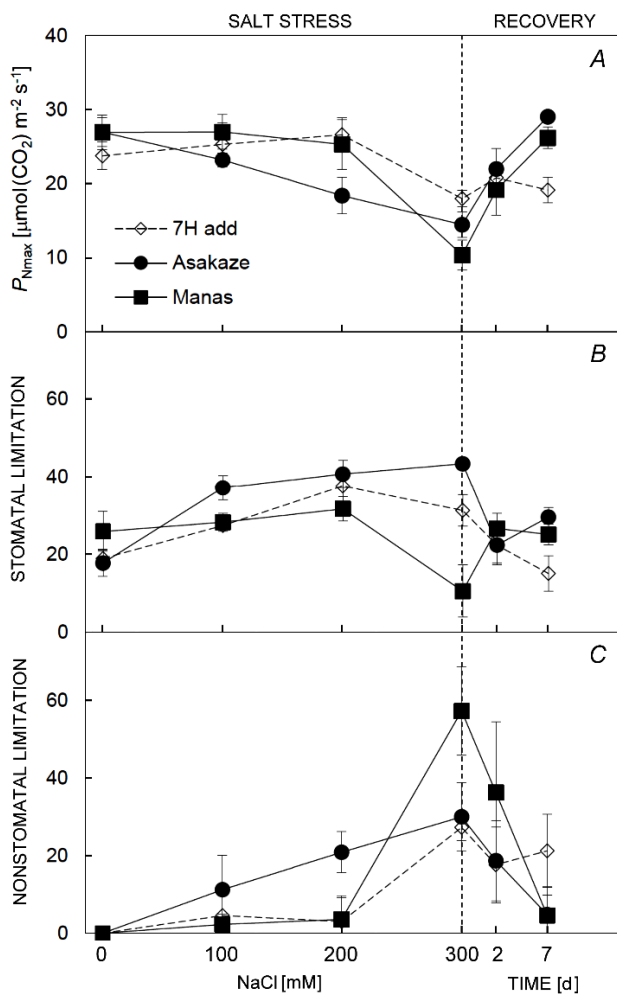 SALT STRESS RECOVERY
A
40
30
20
10
0
P_Nmax [μmol(CO₂) m⁻² s⁻¹]
7H add
Asakaze
Manas
B
60
40
20
0
STOMATAL LIMITATION
C
60
40
20
0
NONSTOMATAL LIMITATION
0 100 200 300 2 7
NaCl [mM] TIME [d]